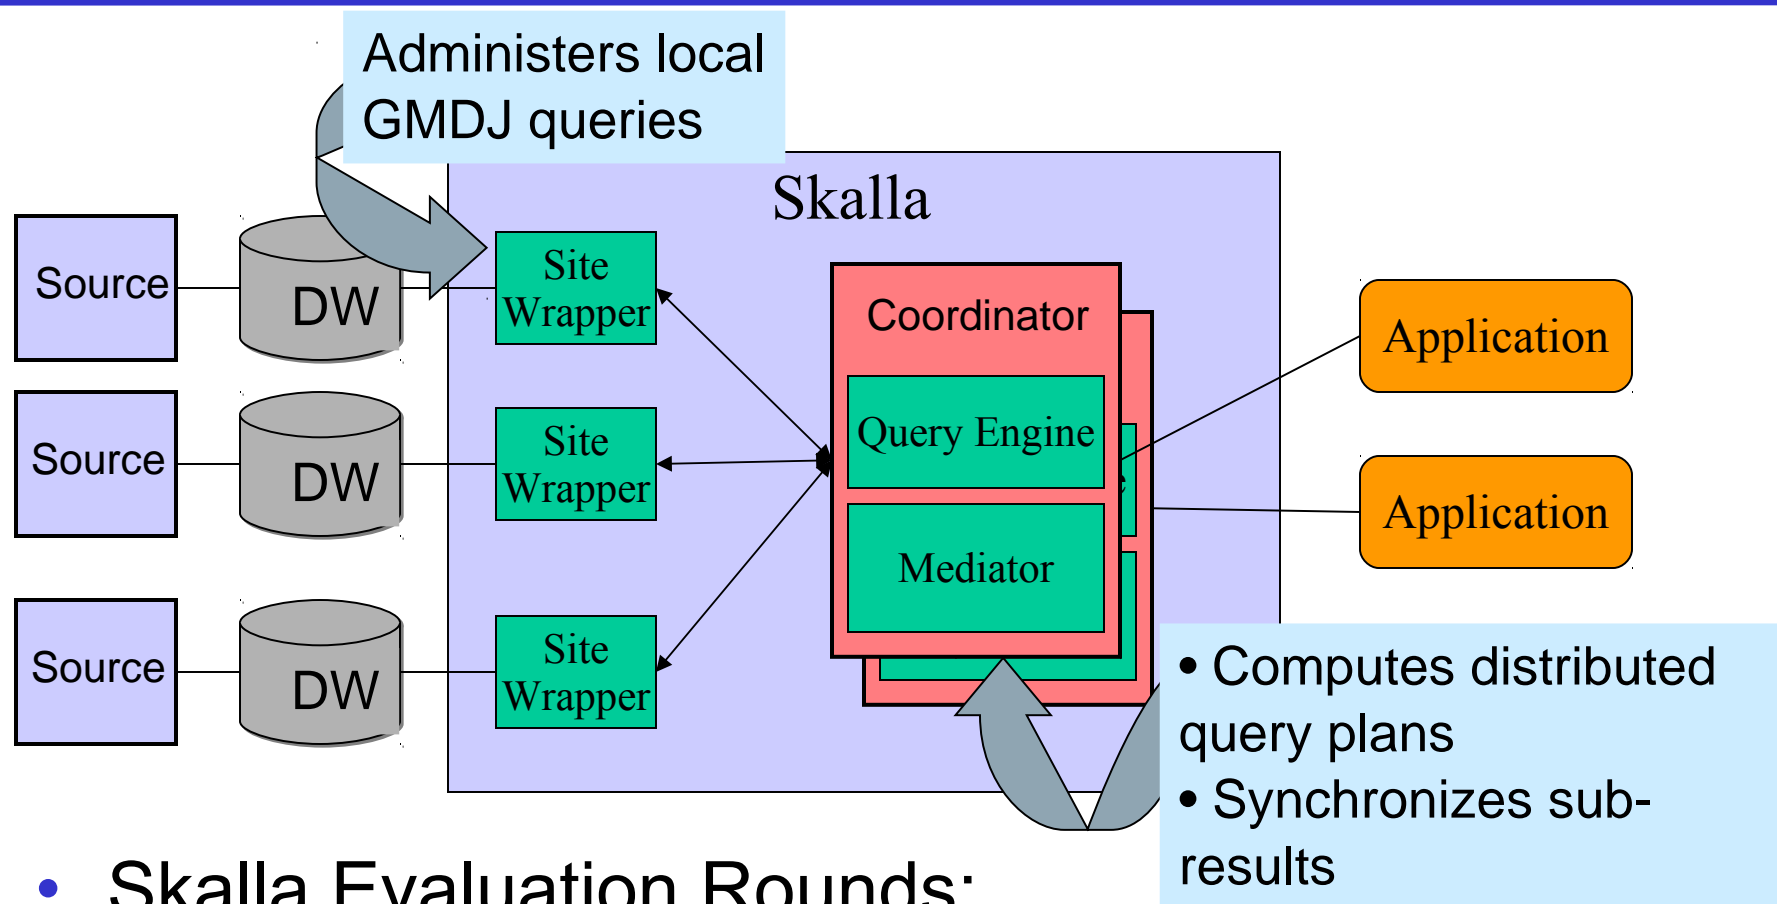 Administers local
GMDJ queries
Skalla
Source
DW
Site
Wrapper
Coordinator
Application
Source
DW
Site
Wrapper
Query Engine
Application
Mediator
Source
DW
Site
Wrapper
• Computes distributed
query plans
• Synchronizes sub-
results
• Skalla Evaluation Rounds: